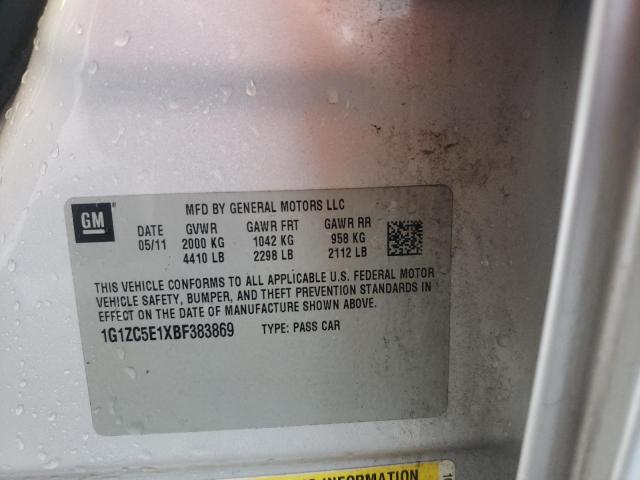 GM
MFD BY GENERAL MOTORS LLC
DATE GVWR GAWR FRT GAWR RR
05/11 2000 KG 1042 KG 958 KG
4410 LB 2298 LB 2112 LB
THIS VEHICLE CONFORMS TO ALL APPLICABLE U.S. FEDERAL MOTOR
VEHICLE SAFETY, BUMPER, AND THEFT PREVENTION STANDARDS IN
EFFECT ON THE DATE OF MANUFACTURE SHOWN ABOVE.
1G1ZC5E1XBF383869 TYPE: PASS CAR
INFORMATION